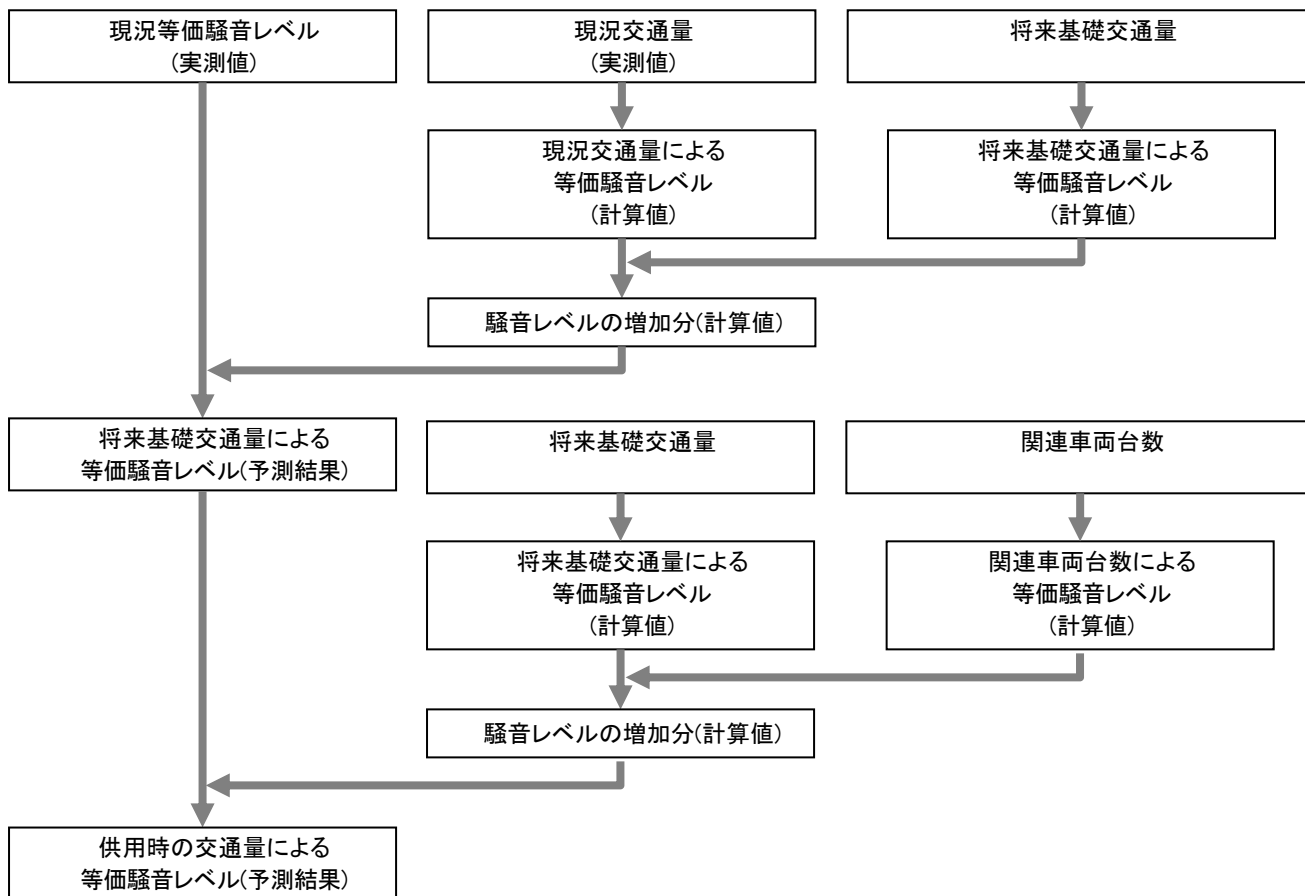 現況等価騒音レベル
(実測値)
現況交通量
(実測値)
将来基礎交通量
現況交通量による
等価騒音レベル
(計算値)
将来基礎交通量による
等価騒音レベル
(計算値)
騒音レベルの増加分(計算値)
将来基礎交通量による
等価騒音レベル(予測結果)
将来基礎交通量
関連車両台数
将来基礎交通量による
等価騒音レベル
(計算値)
関連車両台数による
等価騒音レベル
(計算値)
騒音レベルの増加分(計算値)
供用時の交通量による
等価騒音レベル(予測結果)